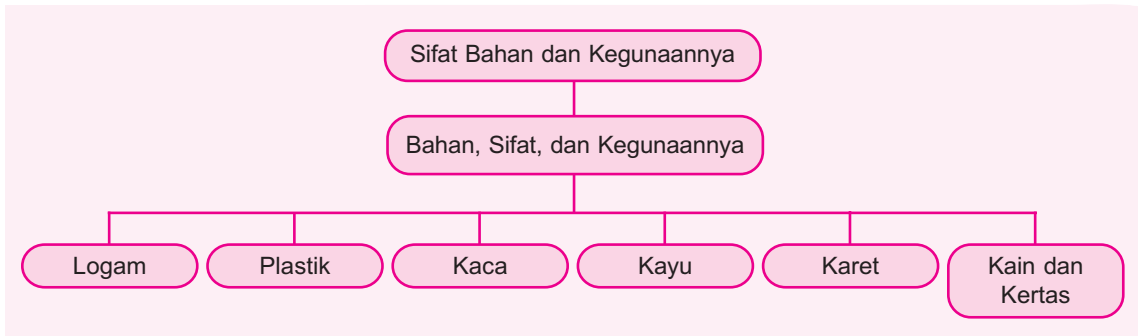 Sifat Bahan dan Kegunaannya
Bahan, Sifat, dan Kegunaannya
Logam
Plastik
Kaca
Kayu
Karet
Kain dan
Kertas